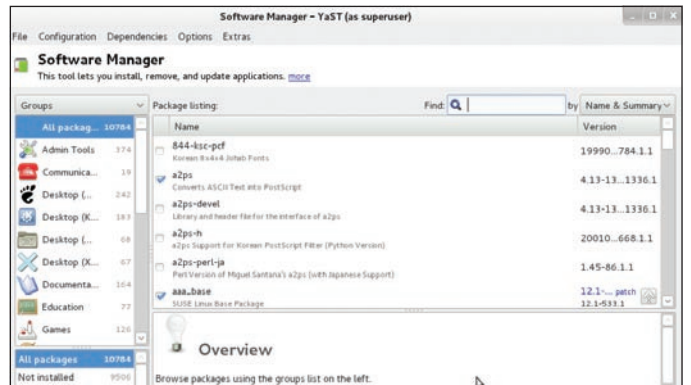 Software Manager - YaST (as superuser)
File Configuration Dependencies Options Extras
Software Manager
This tool lets you install, remove, and update applications. more
Groups
Package listing:
Find:
by Name & Summary
All packag... 10784
Admin Tools 374
Communica... 19
Desktop (... 242
Desktop (K... 183
Desktop (... 68
Desktop (X... 67
Documenta... 164
Education 77
Games 126
All packages 10784
Not installed 9506
Name Version
844-ksc-pcf 19990...784.1.1
Korean 8x4x4 Johab Fonts
a2ps 4.13-13...1336.1
Converts ASCII Text into PostScript
a2ps-devel 4.13-13...1336.1
Library and header file for the interface of a2ps
a2ps-h 20010...668.1.1
a2ps Support for Korean PostScript Filter (Python Version)
a2ps-perl-ja 1.45-86.1.1
Perl Version of Miguel Santana's a2ps (with Japanese Support)
aaa_base 12.1-... patch
SUSE Linux Base Package 12.1-533.1
Overview
Browse packages using the groups list on the left.